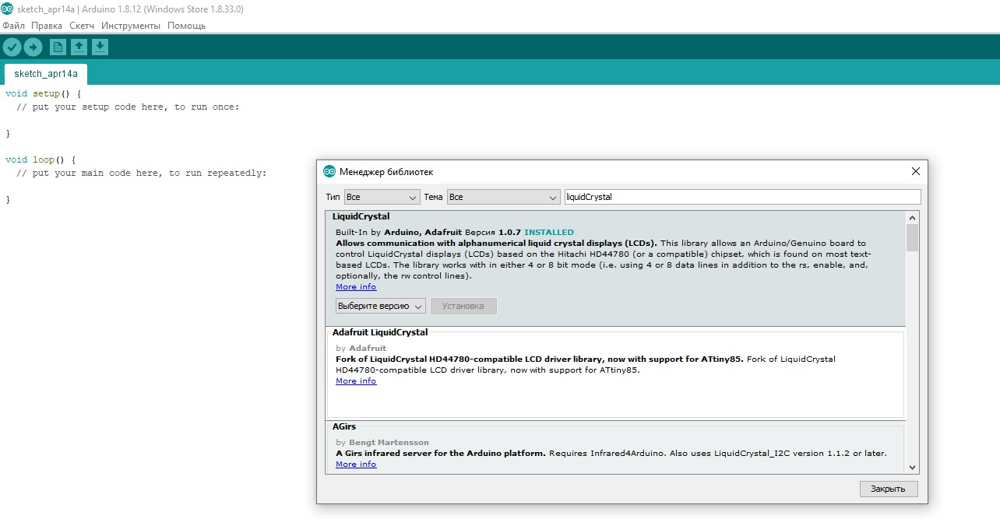 sketch_apr14a | Arduino 1.8.12 (Windows Store 1.8.33.0)
Файл Правка Скетч Инструменты Помощь
sketch_apr14a
void setup() {
// put your setup code here, to run once:
}
void loop() {
// put your main code here, to run repeatedly:
}
Менеджер библиотек
Тип Все Тема Все liquidCrystal
LiquidCrystal
Built-In by Arduino, Adafruit Версия 1.0.7 INSTALLED
Allows communication with alphanumerical liquid crystal displays (LCDs). This library allows an Arduino/Genuino board to
control LiquidCrystal displays (LCDs) based on the Hitachi HD44780 (or a compatible) chipset, which is found on most text-
based LCDs. The library works with in either 4 or 8 bit mode (i.e. using 4 or 8 data lines in addition to the rs, enable, and,
optionally, the rw control lines).
More info
Выберите версию Установка
Adafruit LiquidCrystal
by Adafruit
Fork of LiquidCrystal HD44780-compatible LCD driver library, now with support for ATtiny85. Fork of LiquidCrystal
HD44780-compatible LCD driver library, now with support for ATtiny85.
More info
AGirs
by Bengt Martensson
A Girs infrared server for the Arduino platform. Requires Infrared4Arduino. Also uses LiquidCrystal_I2C version 1.1.2 or later.
More info
Закрыть